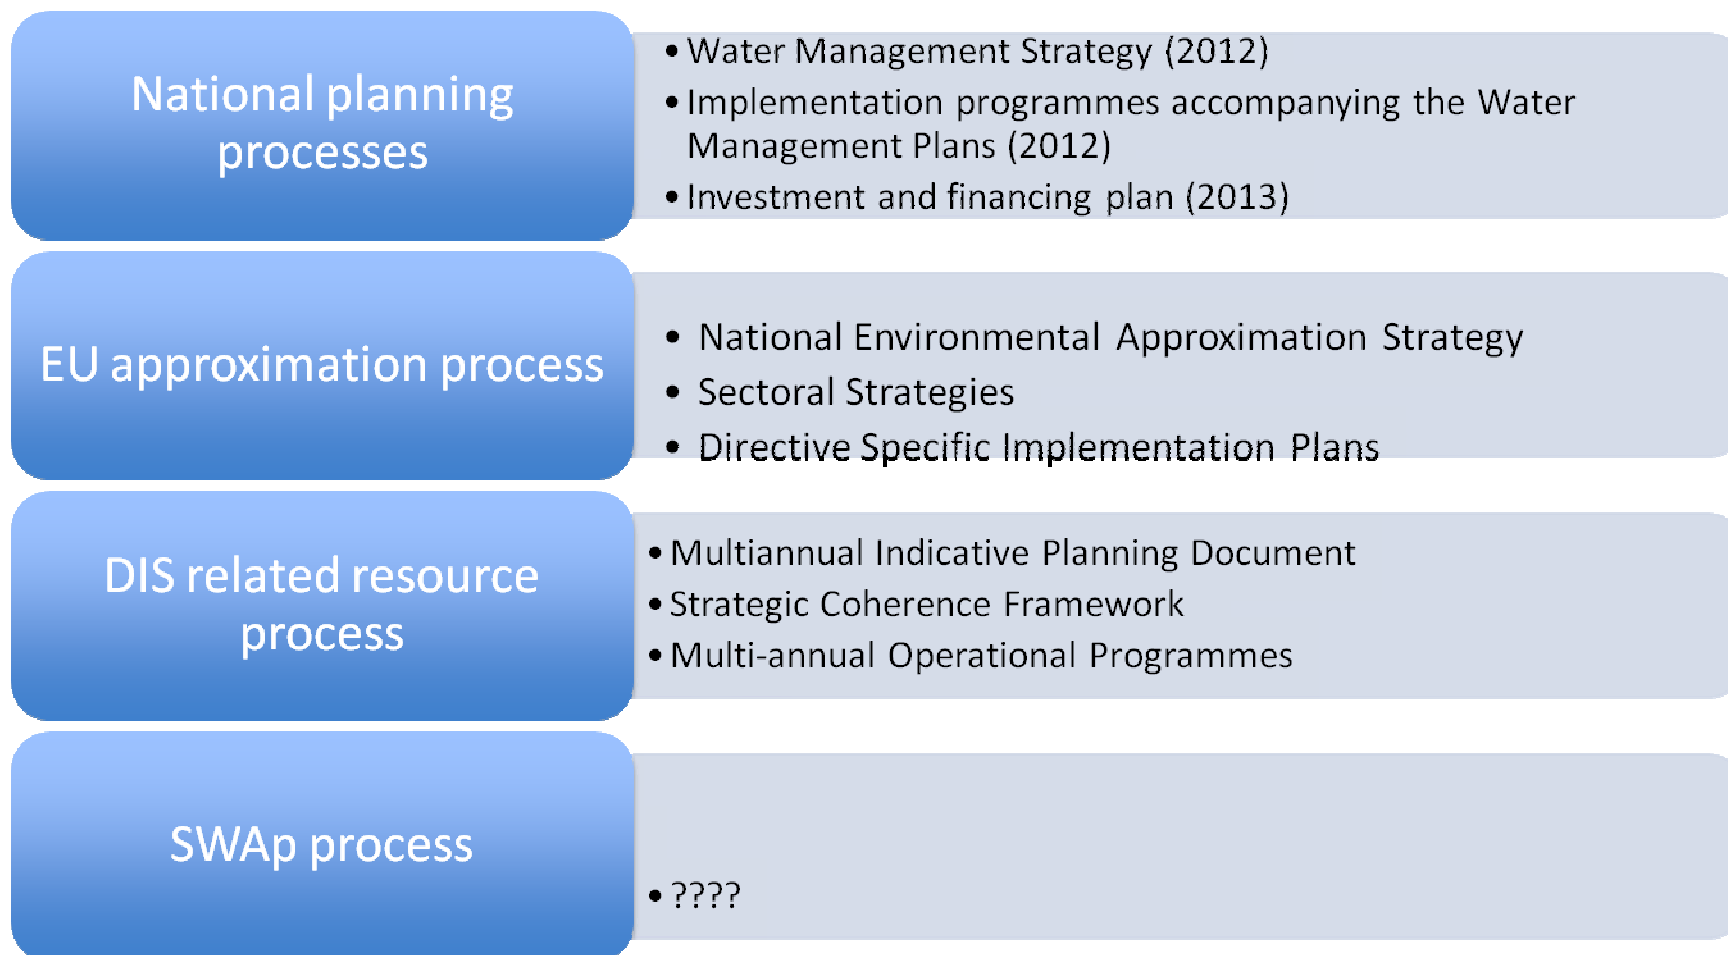 National planning
processes
• Water Management Strategy (2012)
• Implementation programmes accompanying the Water
Management Plans (2012)
• Investment and financing plan (2013)
EU approximation process
• National Environmental Approximation Strategy
• Sectoral Strategies
• Directive Specific Implementation Plans
DIS related resource
process
• Multiannual Indicative Planning Document
• Strategic Coherence Framework
• Multi-annual Operational Programmes
SWAp process
• ????